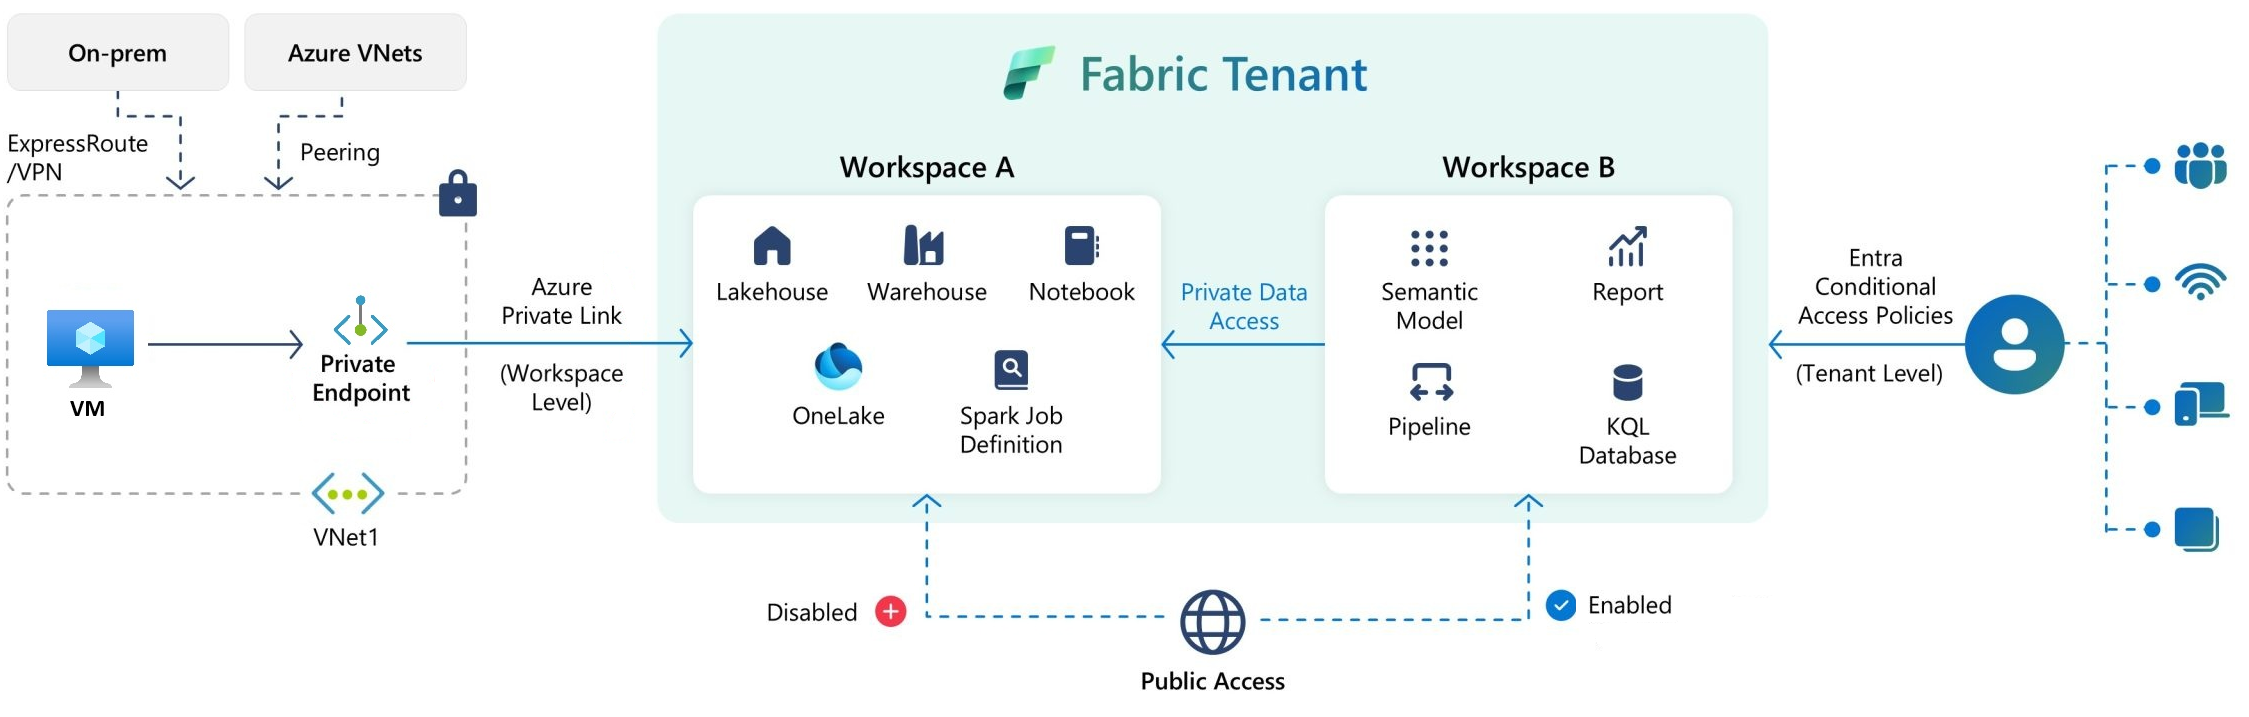 On-prem
Azure VNets
ExpressRoute
/VPN
Peering
VM
Private
Endpoint
VNet1
Azure
Private Link
(Workspace
Level)
Fabric Tenant
Workspace A
Lakehouse
Warehouse
Notebook
OneLake
Spark Job
Definition
Private Data
Access
Workspace B
Semantic
Model
Report
Pipeline
KQL
Database
Entra
Conditional
Access Policies
(Tenant Level)
Disabled
Enabled
Public Access